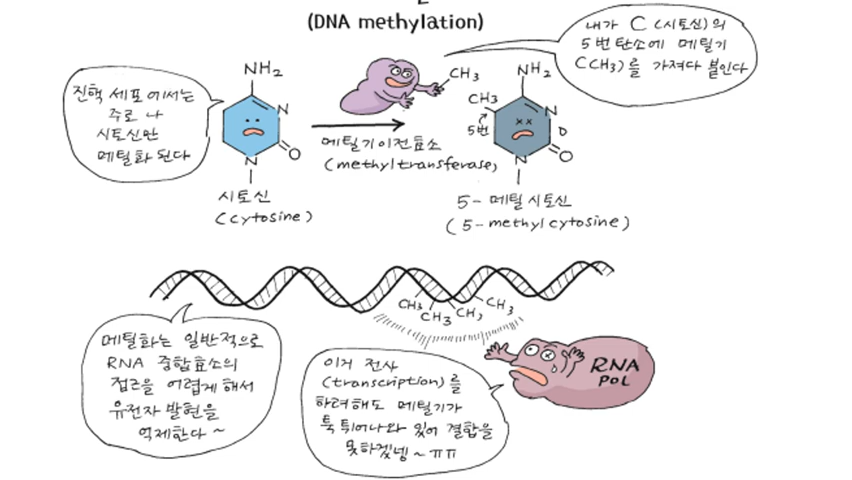 (DNA methylation)
내가 C (시토신)의
5번 탄소에 메틸기
(CH3)를 가져다 붙인다
진핵 세포에서는
주로 나
시토신만
메틸화 된다
NH2
N
N
O
시토신
(cytosine)
CH3
메틸기이전효소
(methyltransferase)
NH2
CH3
5번
N
N
O
5-메틸시토신
(5-methylcytosine)
CH3
CH3
CH3
CH3
메틸화는 일반적으로
RNA 중합효소의
접근을 어렵게 해서
유전자 발현을
억제한다~
이거 전사
(transcription)를
하려해도 메틸기가
툭 튀어나와 있어 결합을
못하겠넹~ㅠㅠ
RNA
POL